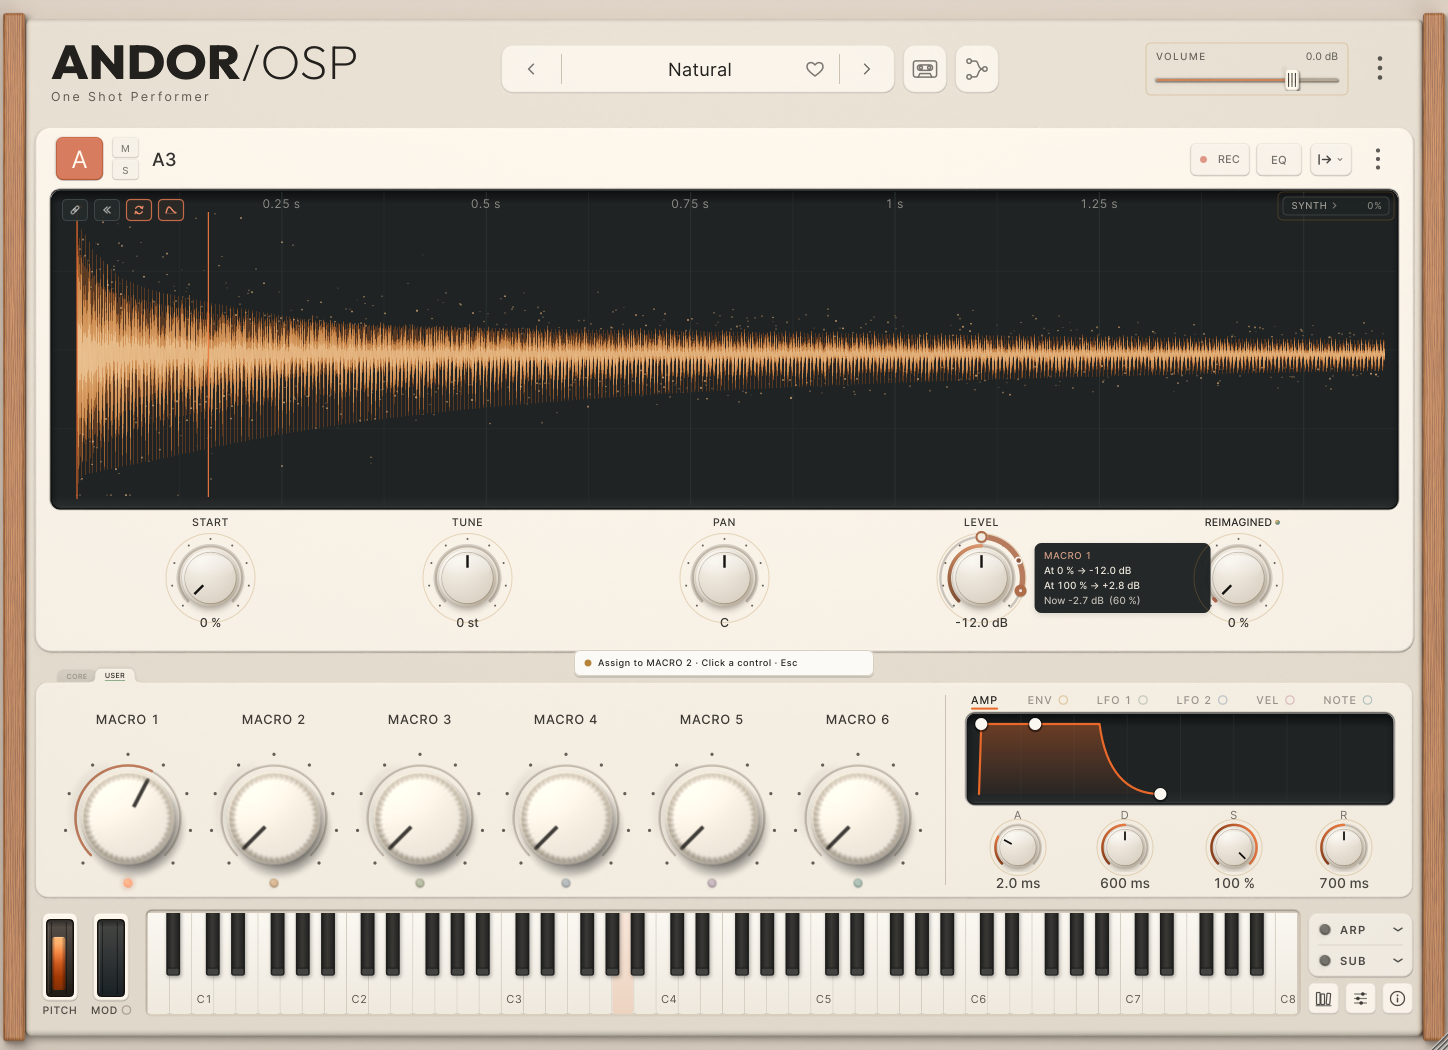 ANDOR/OSP
One Shot Performer
Natural
VOLUME 0.0 dB
A
M
S
A3
REC
EQ
0.25 s 0.5 s 0.75 s 1 s 1.25 s
SYNTH 0%
START TUNE PAN LEVEL REIMAGINED
MACRO 1
At 0 % → -12.0 dB
At 100 % → +2.8 dB
Now -2.7 dB (60 %)
0 % 0 st C -12.0 dB 0 %
Assign to MACRO 2 · Click a control · Esc
CORE USER
MACRO 1 MACRO 2 MACRO 3 MACRO 4 MACRO 5 MACRO 6
AMP ENV LFO 1 LFO 2 VEL NOTE
A D S R
2.0 ms 600 ms 100 % 700 ms
PITCH MOD
C1 C2 C3 C4 C5 C6 C7 C8
ARP
SUB